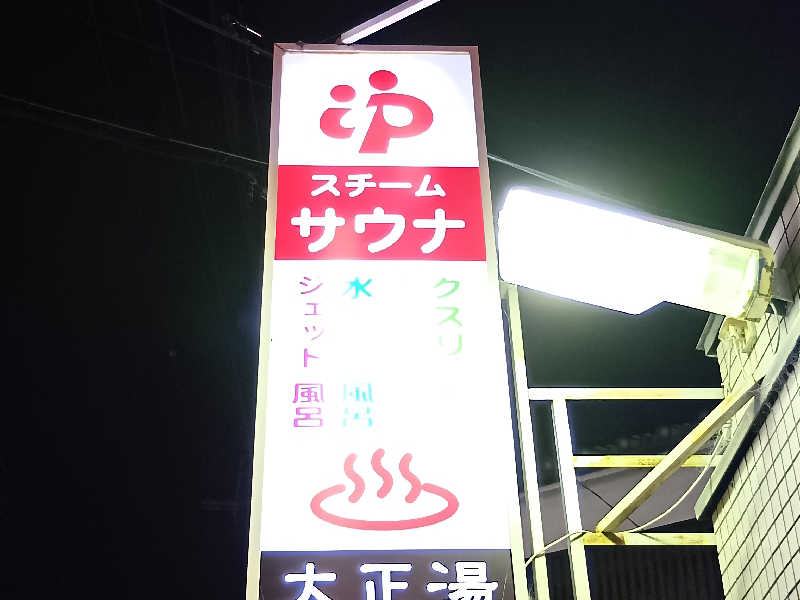 スチーム
サウナ
クスリ
水風呂
シェット風呂
大正湯